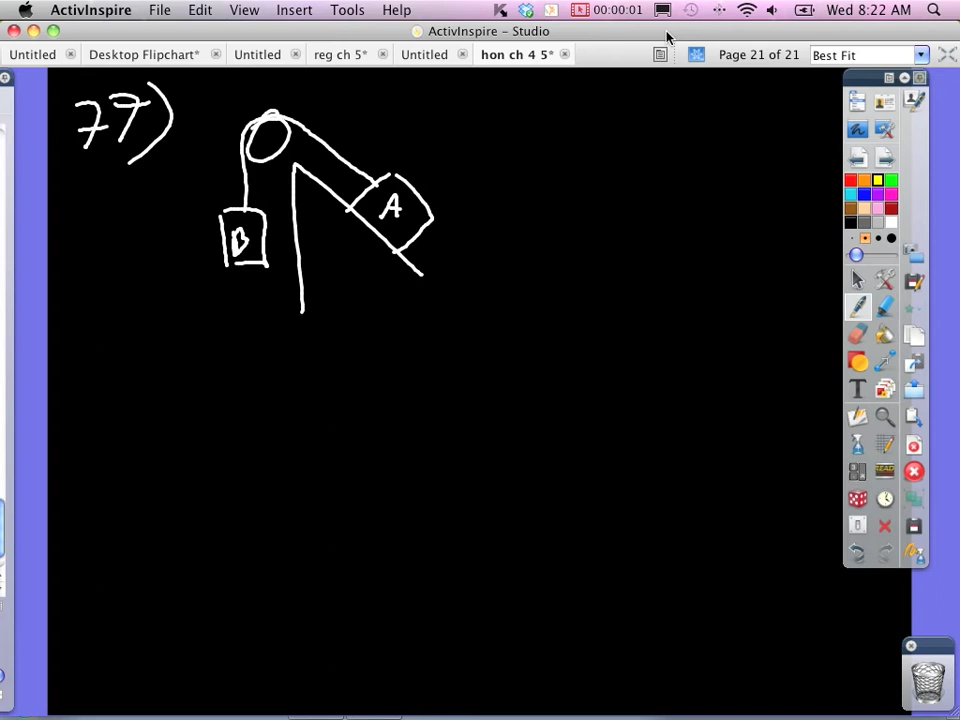 ActivInspire File Edit View Insert Tools Help 00:00:01 Wed 8:22 AM
ActivInspire – Studio
Untitled Desktop Flipchart* Untitled reg ch 5* Untitled hon ch 4 5* Page 21 of 21 Best Fit
77)
A
B